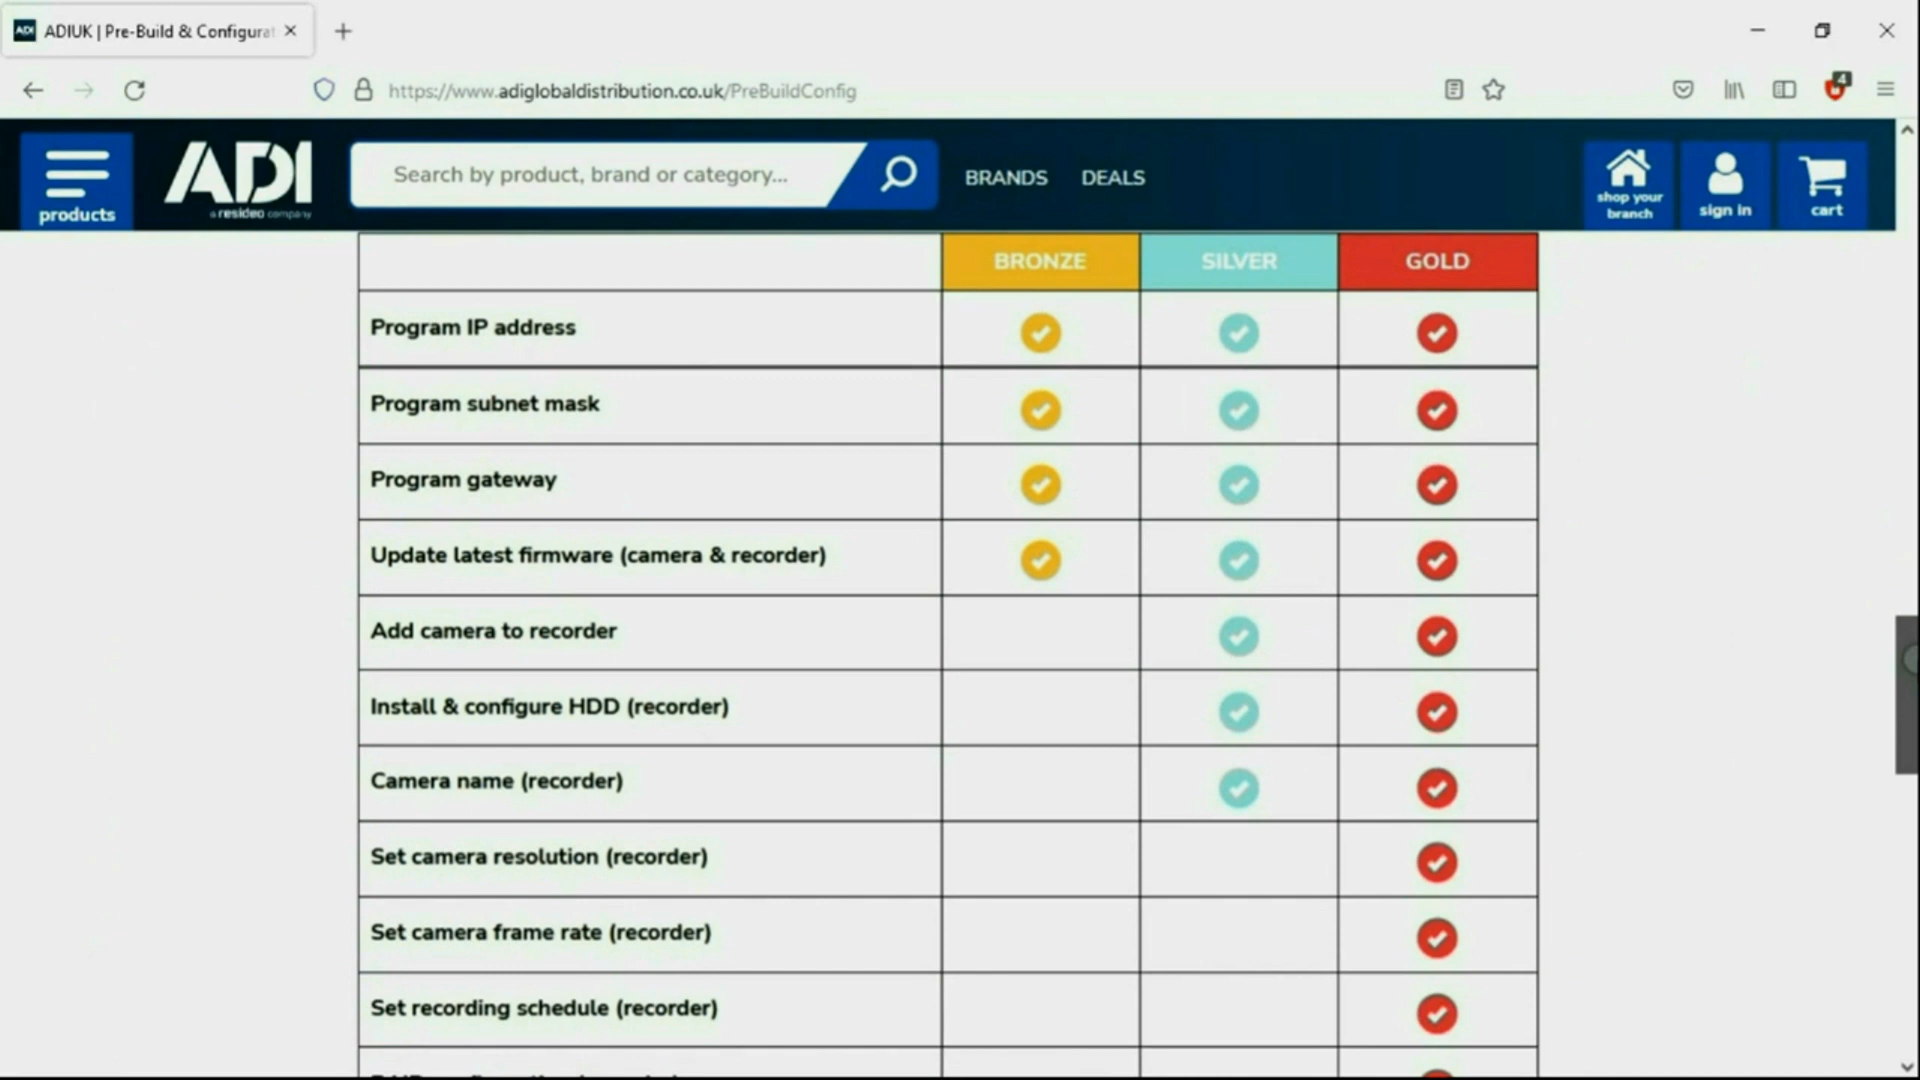 ADIUK | Pre-Build & Configurat
https://www.adiglobaldistribution.co.uk/PreBuildConfig
4
products
ADI
a resideo company
Search by product, brand or category...
BRANDS
DEALS
shop your
branch
sign in
cart
BRONZE
SILVER
GOLD
Program IP address
Program subnet mask
Program gateway
Update latest firmware (camera & recorder)
Add camera to recorder
Install & configure HDD (recorder)
Camera name (recorder)
Set camera resolution (recorder)
Set camera frame rate (recorder)
Set recording schedule (recorder)